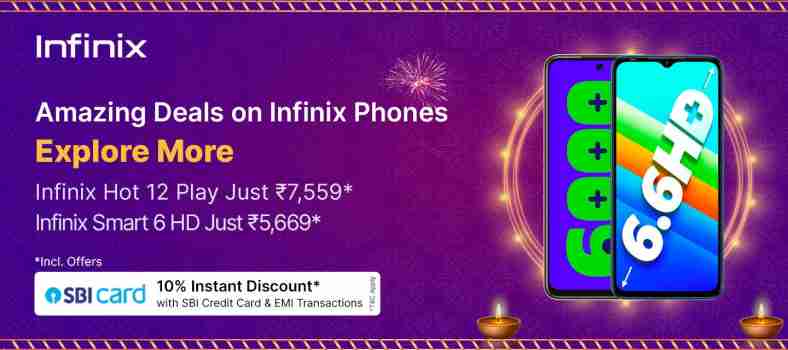 Infinix
Amazing Deals on Infinix Phones
Explore More
Infinix Hot 12 Play Just ₹7,559*
Infinix Smart 6 HD Just ₹5,669*
*Incl. Offers
SBI card
10% Instant Discount*
with SBI Credit Card & EMI Transactions
*T&C Apply
6000+++
6.6HD+